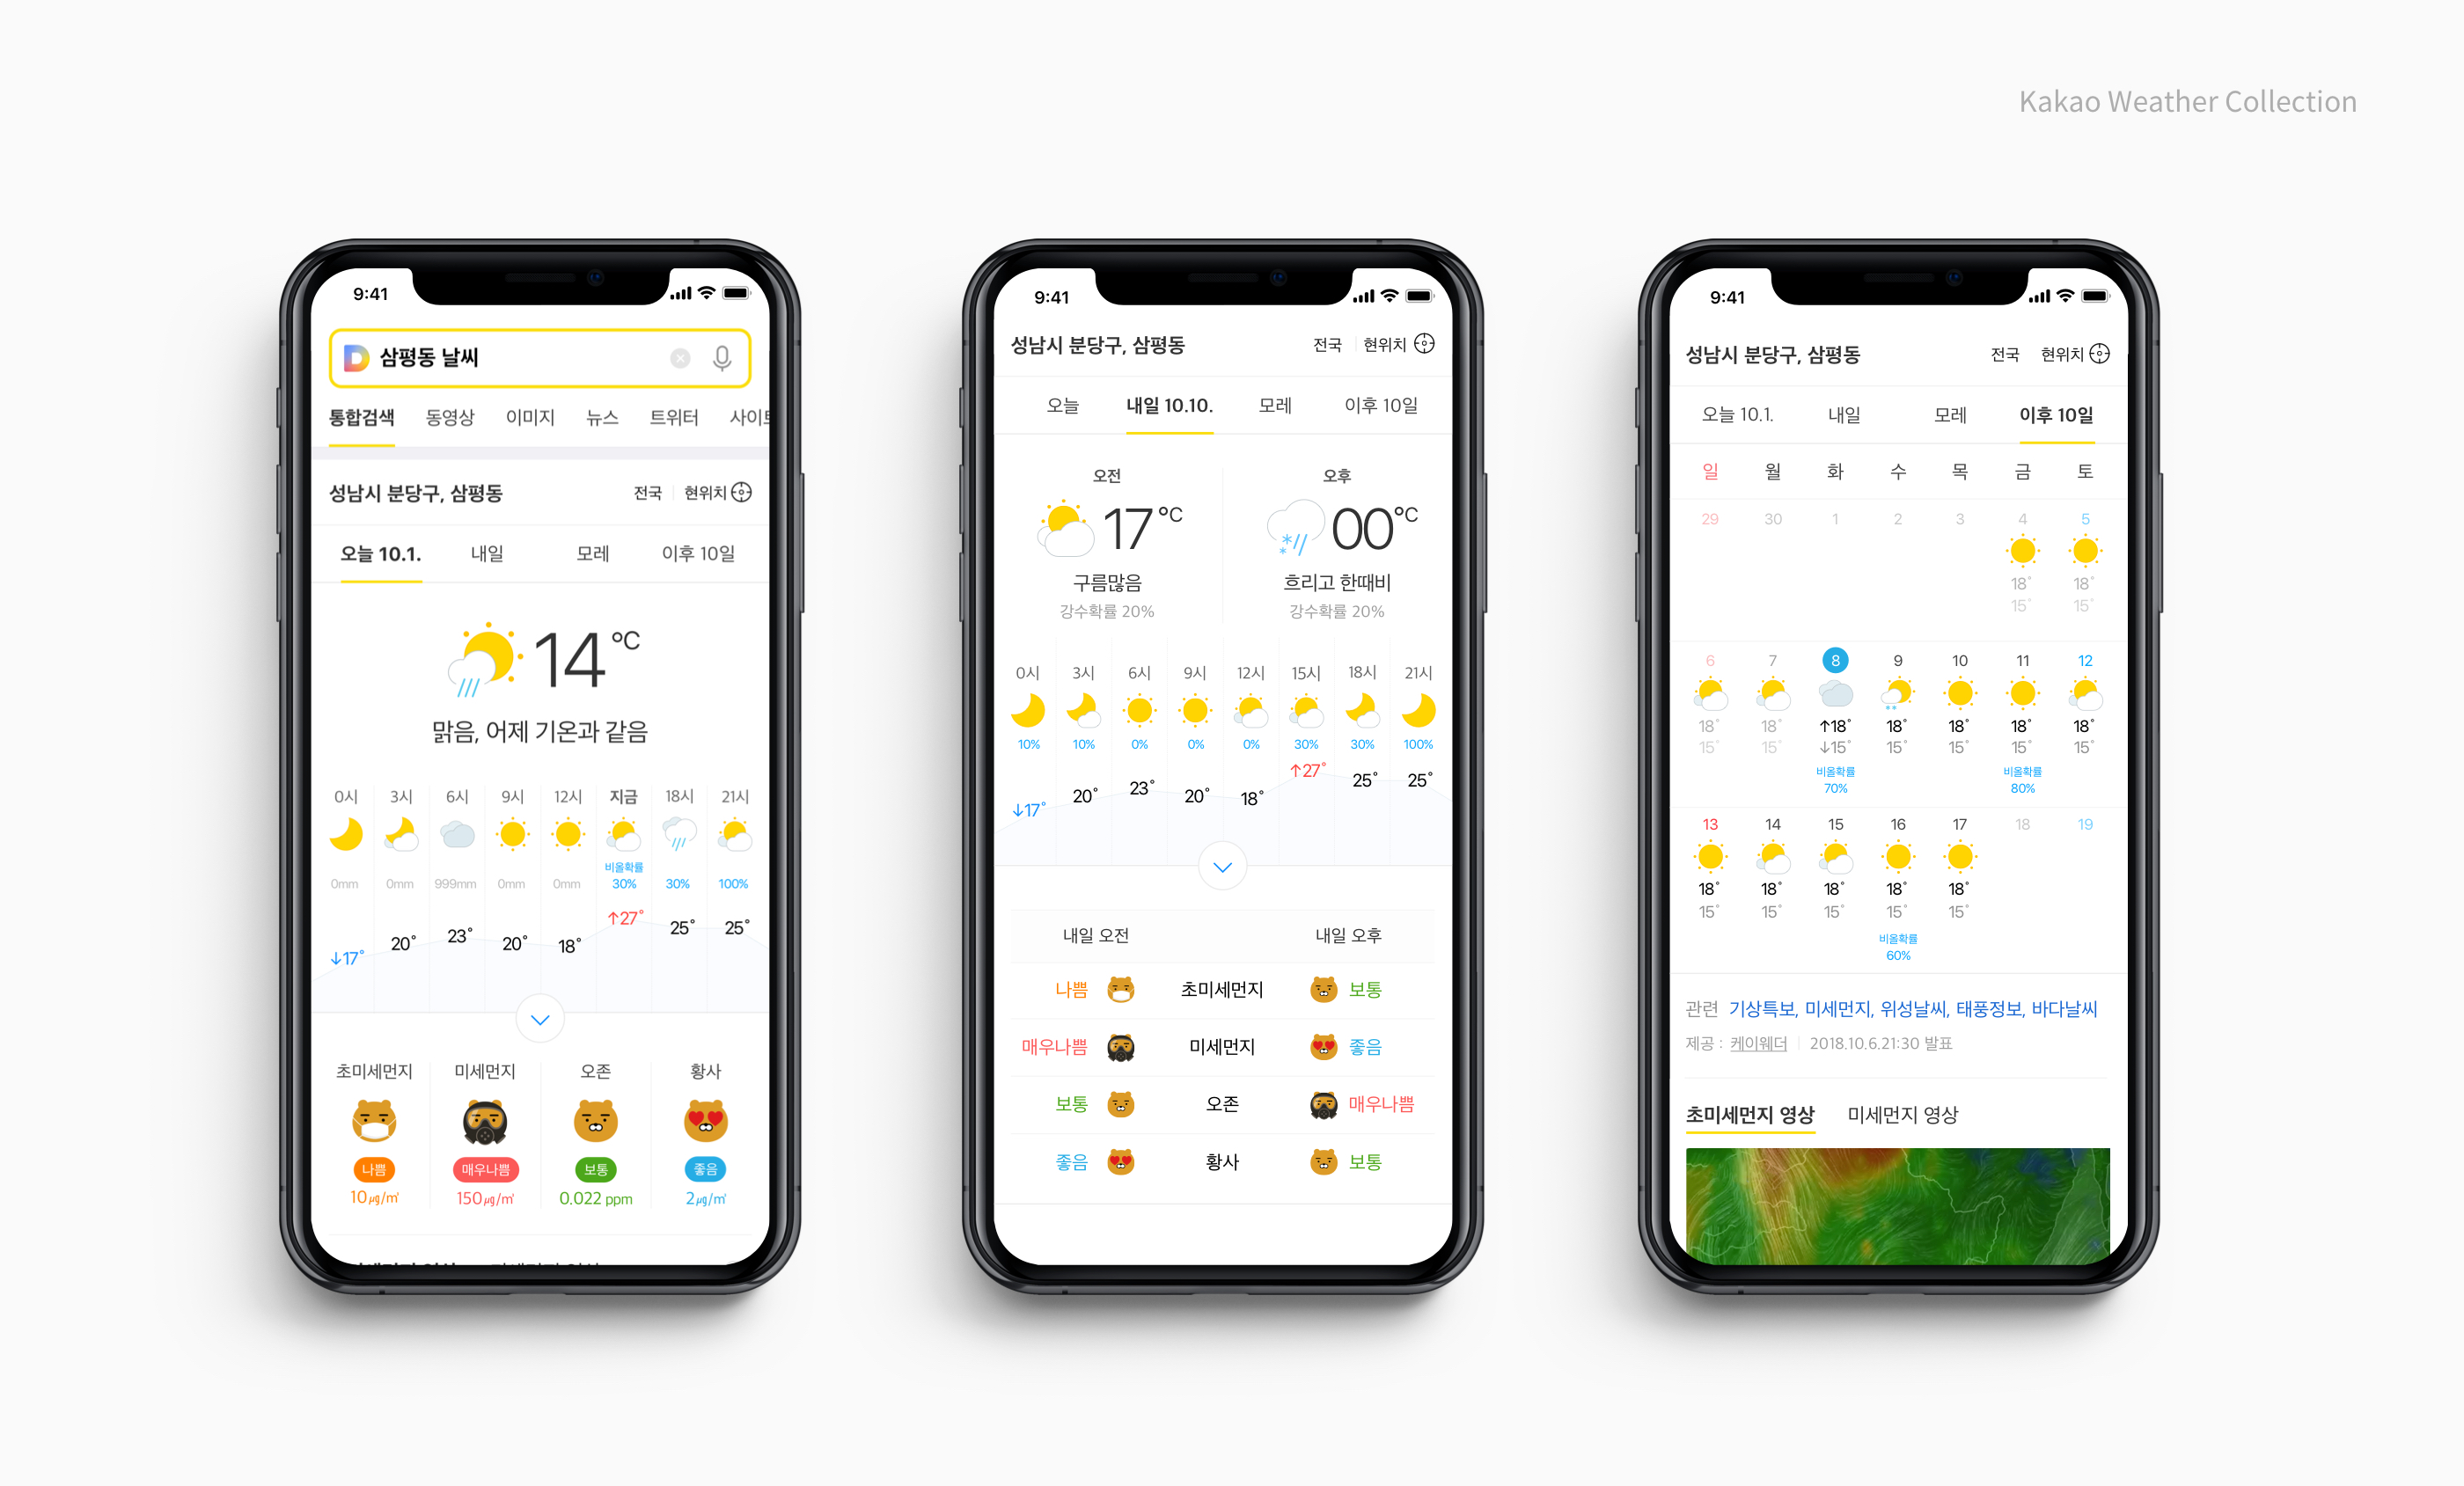 Kakao Weather Collection
9:41
삼평동 날씨
통합검색 동영상 이미지 뉴스 트위터 사이트
성남시 분당구, 삼평동 전국 현위치
오늘 10.1. 내일 모레 이후 10일
14°C
맑음, 어제 기온과 같음
0시 3시 6시 9시 12시 지금 18시 21시
비올확률
0mm 0mm 999mm 0mm 0mm 30% 30% 100%
↓17° 20° 23° 20° 18° ↑27° 25° 25°
초미세먼지 미세먼지 오존 황사
나쁨 매우나쁨 보통 좋음
10㎍/㎥ 150㎍/㎥ 0.022 ppm 2㎍/㎥
9:41
성남시 분당구, 삼평동 전국 현위치
오늘 내일 10.10. 모레 이후 10일
오전 오후
17°C 00°C
구름많음 흐리고 한때비
강수확률 20% 강수확률 20%
0시 3시 6시 9시 12시 15시 18시 21시
10% 10% 0% 0% 0% 30% 30% 100%
↓17° 20° 23° 20° 18° ↑27° 25° 25°
내일 오전 내일 오후
나쁨 초미세먼지 보통
매우나쁨 미세먼지 좋음
보통 오존 매우나쁨
좋음 황사 보통
9:41
성남시 분당구, 삼평동 전국 현위치
오늘 10.1. 내일 모레 이후 10일
일 월 화 수 목 금 토
29 30 1 2 3 4 5
18° 18°
15° 15°
6 7 8 9 10 11 12
18° 18° ↑18° 18° 18° 18° 18°
15° 15° ↓15° 15° 15° 15° 15°
비올확률 비올확률
70% 80%
13 14 15 16 17 18 19
18° 18° 18° 18° 18°
15° 15° 15° 15° 15°
비올확률
60%
관련 기상특보, 미세먼지, 위성날씨, 태풍정보, 바다날씨
제공 : 케이웨더 2018.10.6.21:30 발표
초미세먼지 영상 미세먼지 영상